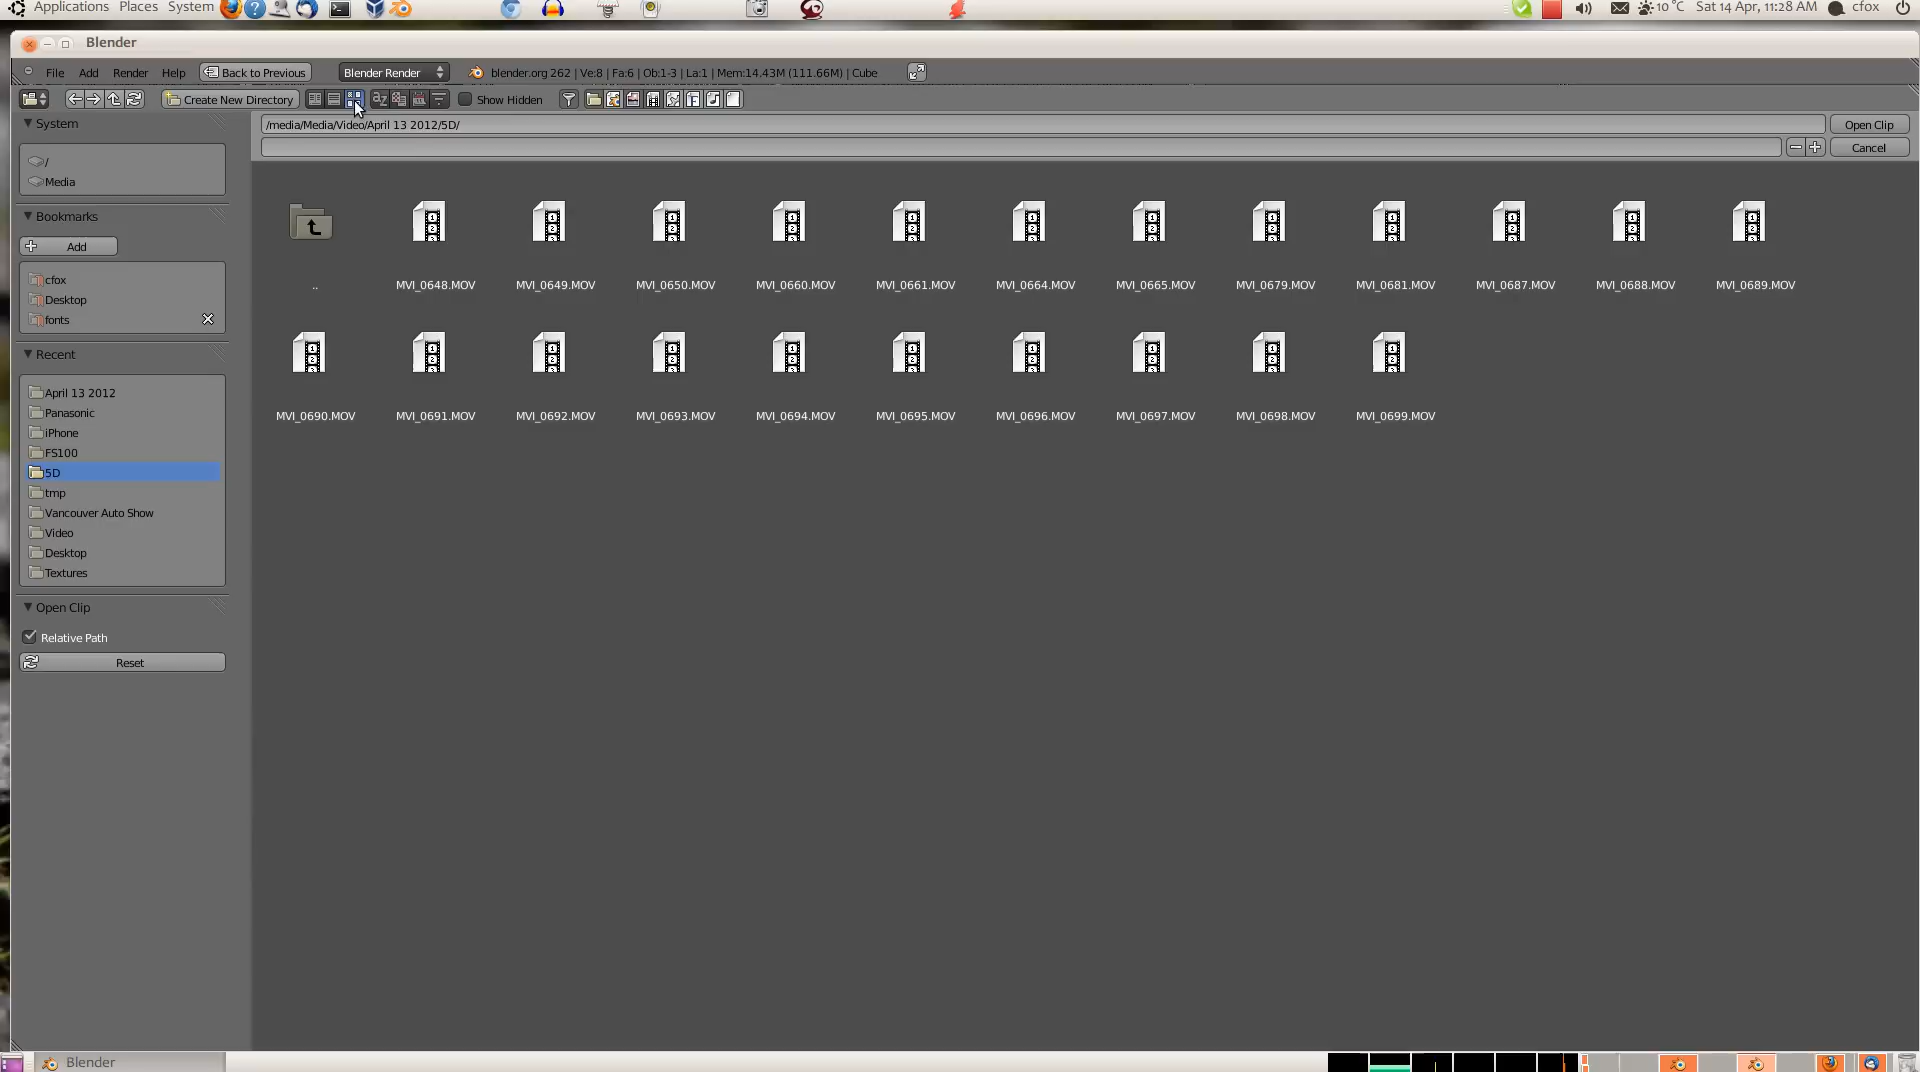 Applications Places System 10 °C Sat 14 Apr, 11:28 AM cfox
Blender
File Add Render Help Back to Previous Blender Render blender.org 262 | Ve:8 | Fa:6 | Ob:1-3 | La:1 | Mem:14.43M (111.66M) | Cube
Create New Directory Show Hidden
System
/media/Media/Video/April 13 2012/5D/ Open Clip
Cancel
/
Media
Bookmarks
Add
cfox
Desktop
fonts
Recent
April 13 2012
Panasonic
iPhone
FS100
5D
tmp
Vancouver Auto Show
Video
Desktop
Textures
Open Clip
Relative Path
Reset
.. MVI_0648.MOV MVI_0649.MOV MVI_0650.MOV MVI_0660.MOV MVI_0661.MOV MVI_0664.MOV MVI_0665.MOV MVI_0679.MOV MVI_0681.MOV MVI_0687.MOV MVI_0688.MOV MVI_0689.MOV
MVI_0690.MOV MVI_0691.MOV MVI_0692.MOV MVI_0693.MOV MVI_0694.MOV MVI_0695.MOV MVI_0696.MOV MVI_0697.MOV MVI_0698.MOV MVI_0699.MOV
Blender